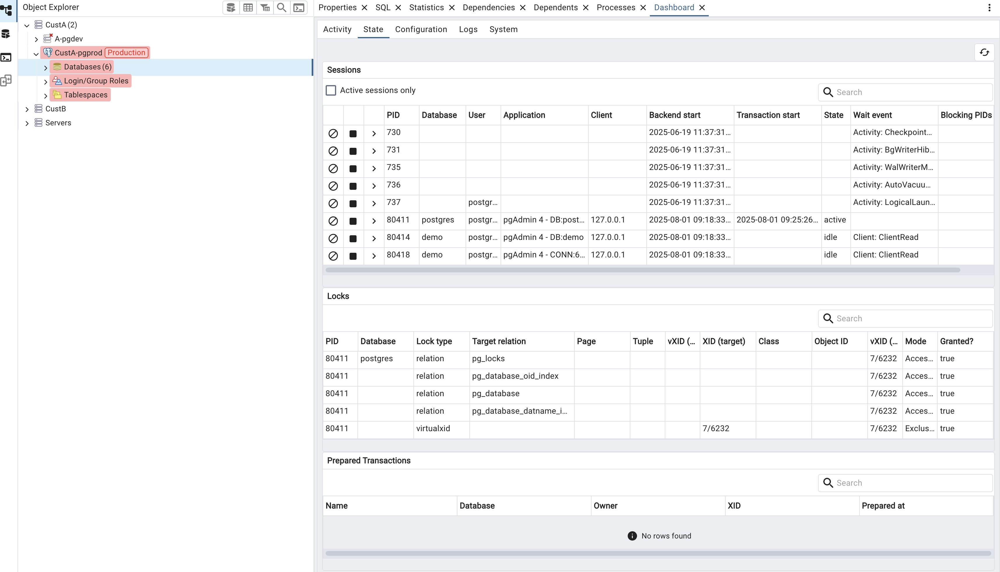 Object Explorer
CustA (2)
A-pgdev
CustA-pgprod Production
Databases (6)
Login/Group Roles
Tablespaces
CustB
Servers
Properties SQL Statistics Dependencies Dependents Processes Dashboard
Activity State Configuration Logs System
Sessions
Active sessions only
Search
PID Database User Application Client Backend start Transaction start State Wait event Blocking PIDs
730 2025-06-19 11:37:31... Activity: Checkpoint...
731 2025-06-19 11:37:31... Activity: BgWriterHib...
735 2025-06-19 11:37:31... Activity: WalWriterM...
736 2025-06-19 11:37:31... Activity: AutoVacuu...
737 postgr... 2025-06-19 11:37:31... Activity: LogicalLaun...
80411 postgres postgr... pgAdmin 4 - DB:post... 127.0.0.1 2025-08-01 09:18:33... 2025-08-01 09:25:26... active
80414 demo postgr... pgAdmin 4 - DB:demo 127.0.0.1 2025-08-01 09:18:33... idle Client: ClientRead
80418 demo postgr... pgAdmin 4 - CONN:6... 127.0.0.1 2025-08-01 09:18:33... idle Client: ClientRead
Locks
Search
PID Database Lock type Target relation Page Tuple vXID (... XID (target) Class Object ID vXID (... Mode Granted?
80411 postgres relation pg_locks 7/6232 Acces... true
80411 relation pg_database_oid_index 7/6232 Acces... true
80411 relation pg_database 7/6232 Acces... true
80411 relation pg_database_datname_i... 7/6232 Acces... true
80411 virtualxid 7/6232 7/6232 Exclus... true
Prepared Transactions
Search
Name Database Owner XID Prepared at
No rows found